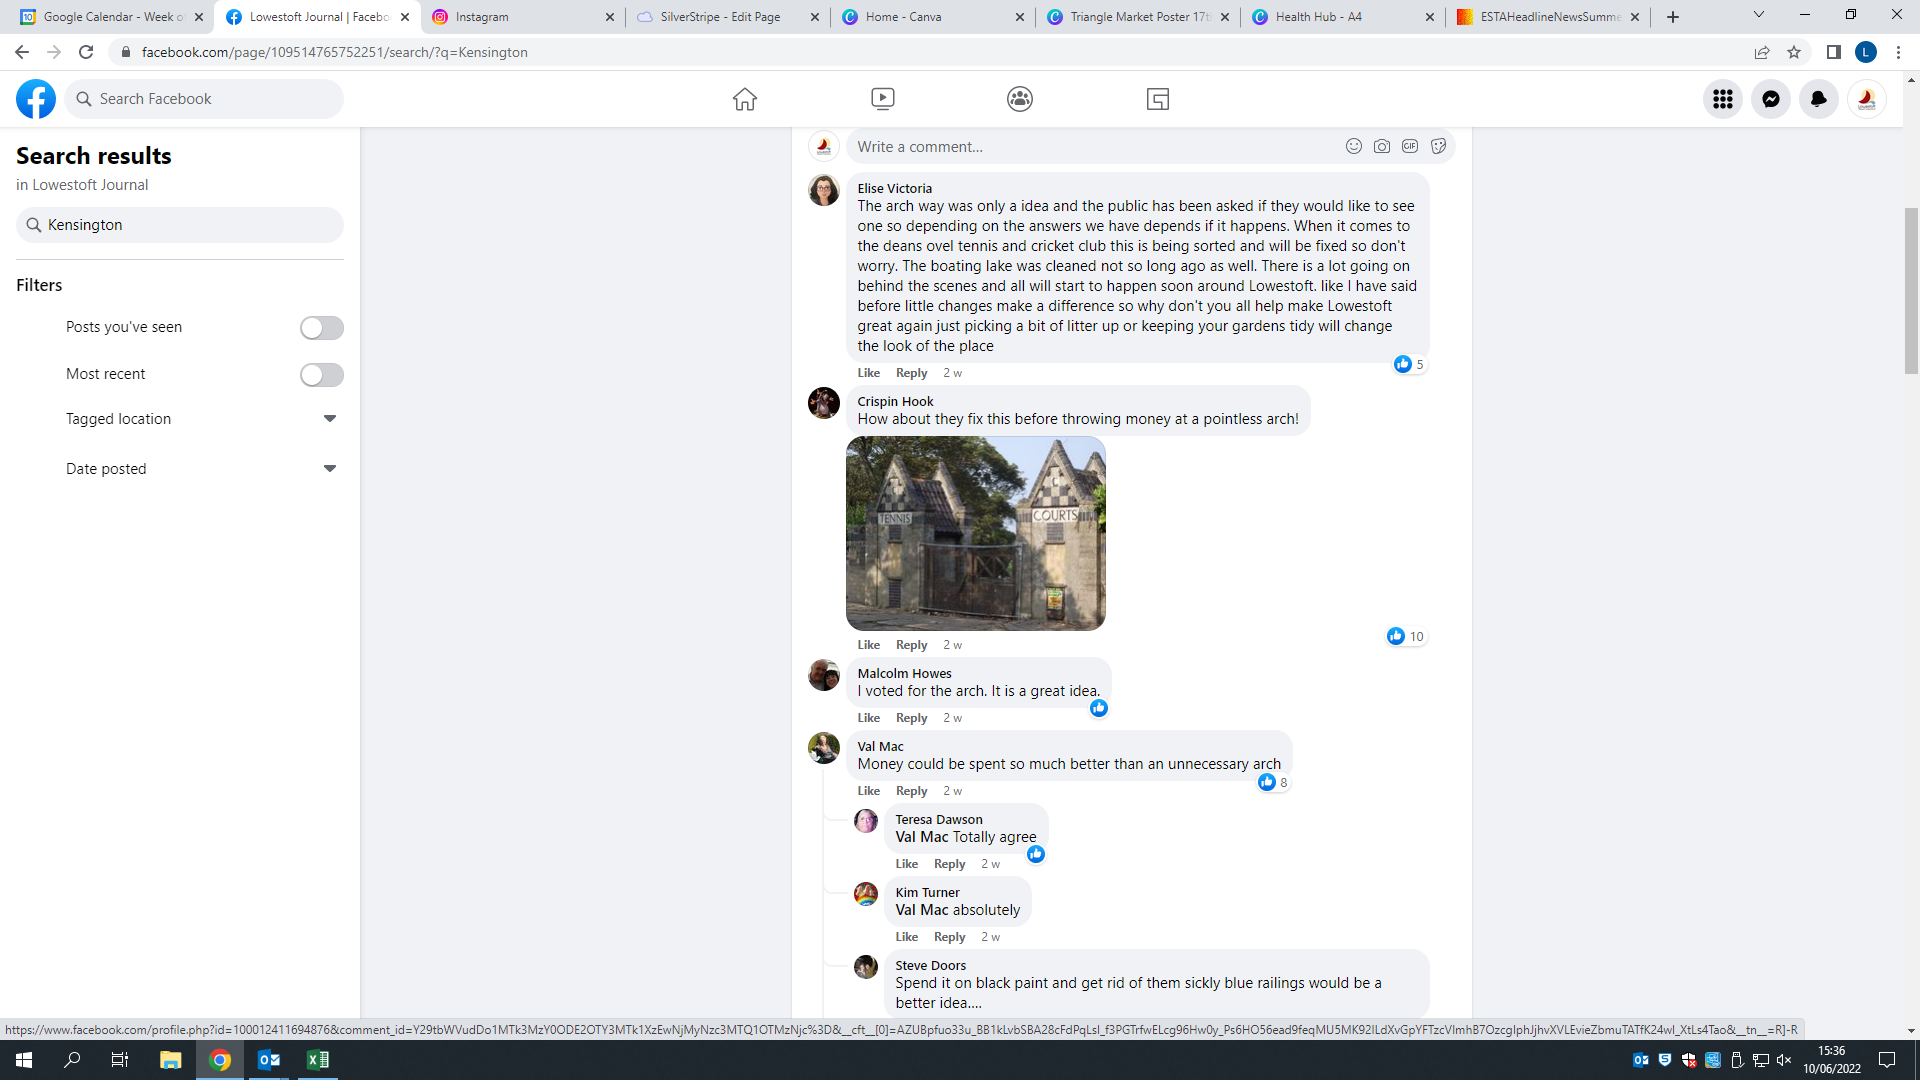 Google Calendar - Week o
Lowestoft Journal | Facebo
Instagram
SilverStripe - Edit Page
Home - Canva
Triangle Market Poster 17t
Health Hub - A4
ESTAHeadlineNewsSumme
facebook.com/page/109514765752251/search/?q=Kensington
L
Search Facebook
Search results
in Lowestoft Journal
Kensington
Filters
Posts you've seen
Most recent
Tagged location
Date posted
Write a comment...
GIF
Elise Victoria
The arch way was only a idea and the public has been asked if they would like to see
one so depending on the answers we have depends if it happens. When it comes to
the deans ovel tennis and cricket club this is being sorted and will be fixed so don't
worry. The boating lake was cleaned not so long ago as well. There is a lot going on
behind the scenes and all will start to happen soon around Lowestoft. like I have said
before little changes make a difference so why don't you all help make Lowestoft
great again just picking a bit of litter up or keeping your gardens tidy will change
the look of the place
5
Like Reply 2 w
Crispin Hook
How about they fix this before throwing money at a pointless arch!
TENNIS
COURTS
10
Like Reply 2 w
Malcolm Howes
I voted for the arch. It is a great idea.
Like Reply 2 w
Val Mac
Money could be spent so much better than an unnecessary arch
8
Like Reply 2 w
Teresa Dawson
Val Mac Totally agree
Like Reply 2 w
Kim Turner
Val Mac absolutely
Like Reply 2 w
Steve Doors
Spend it on black paint and get rid of them sickly blue railings would be a
better idea....
15:36
10/06/2022